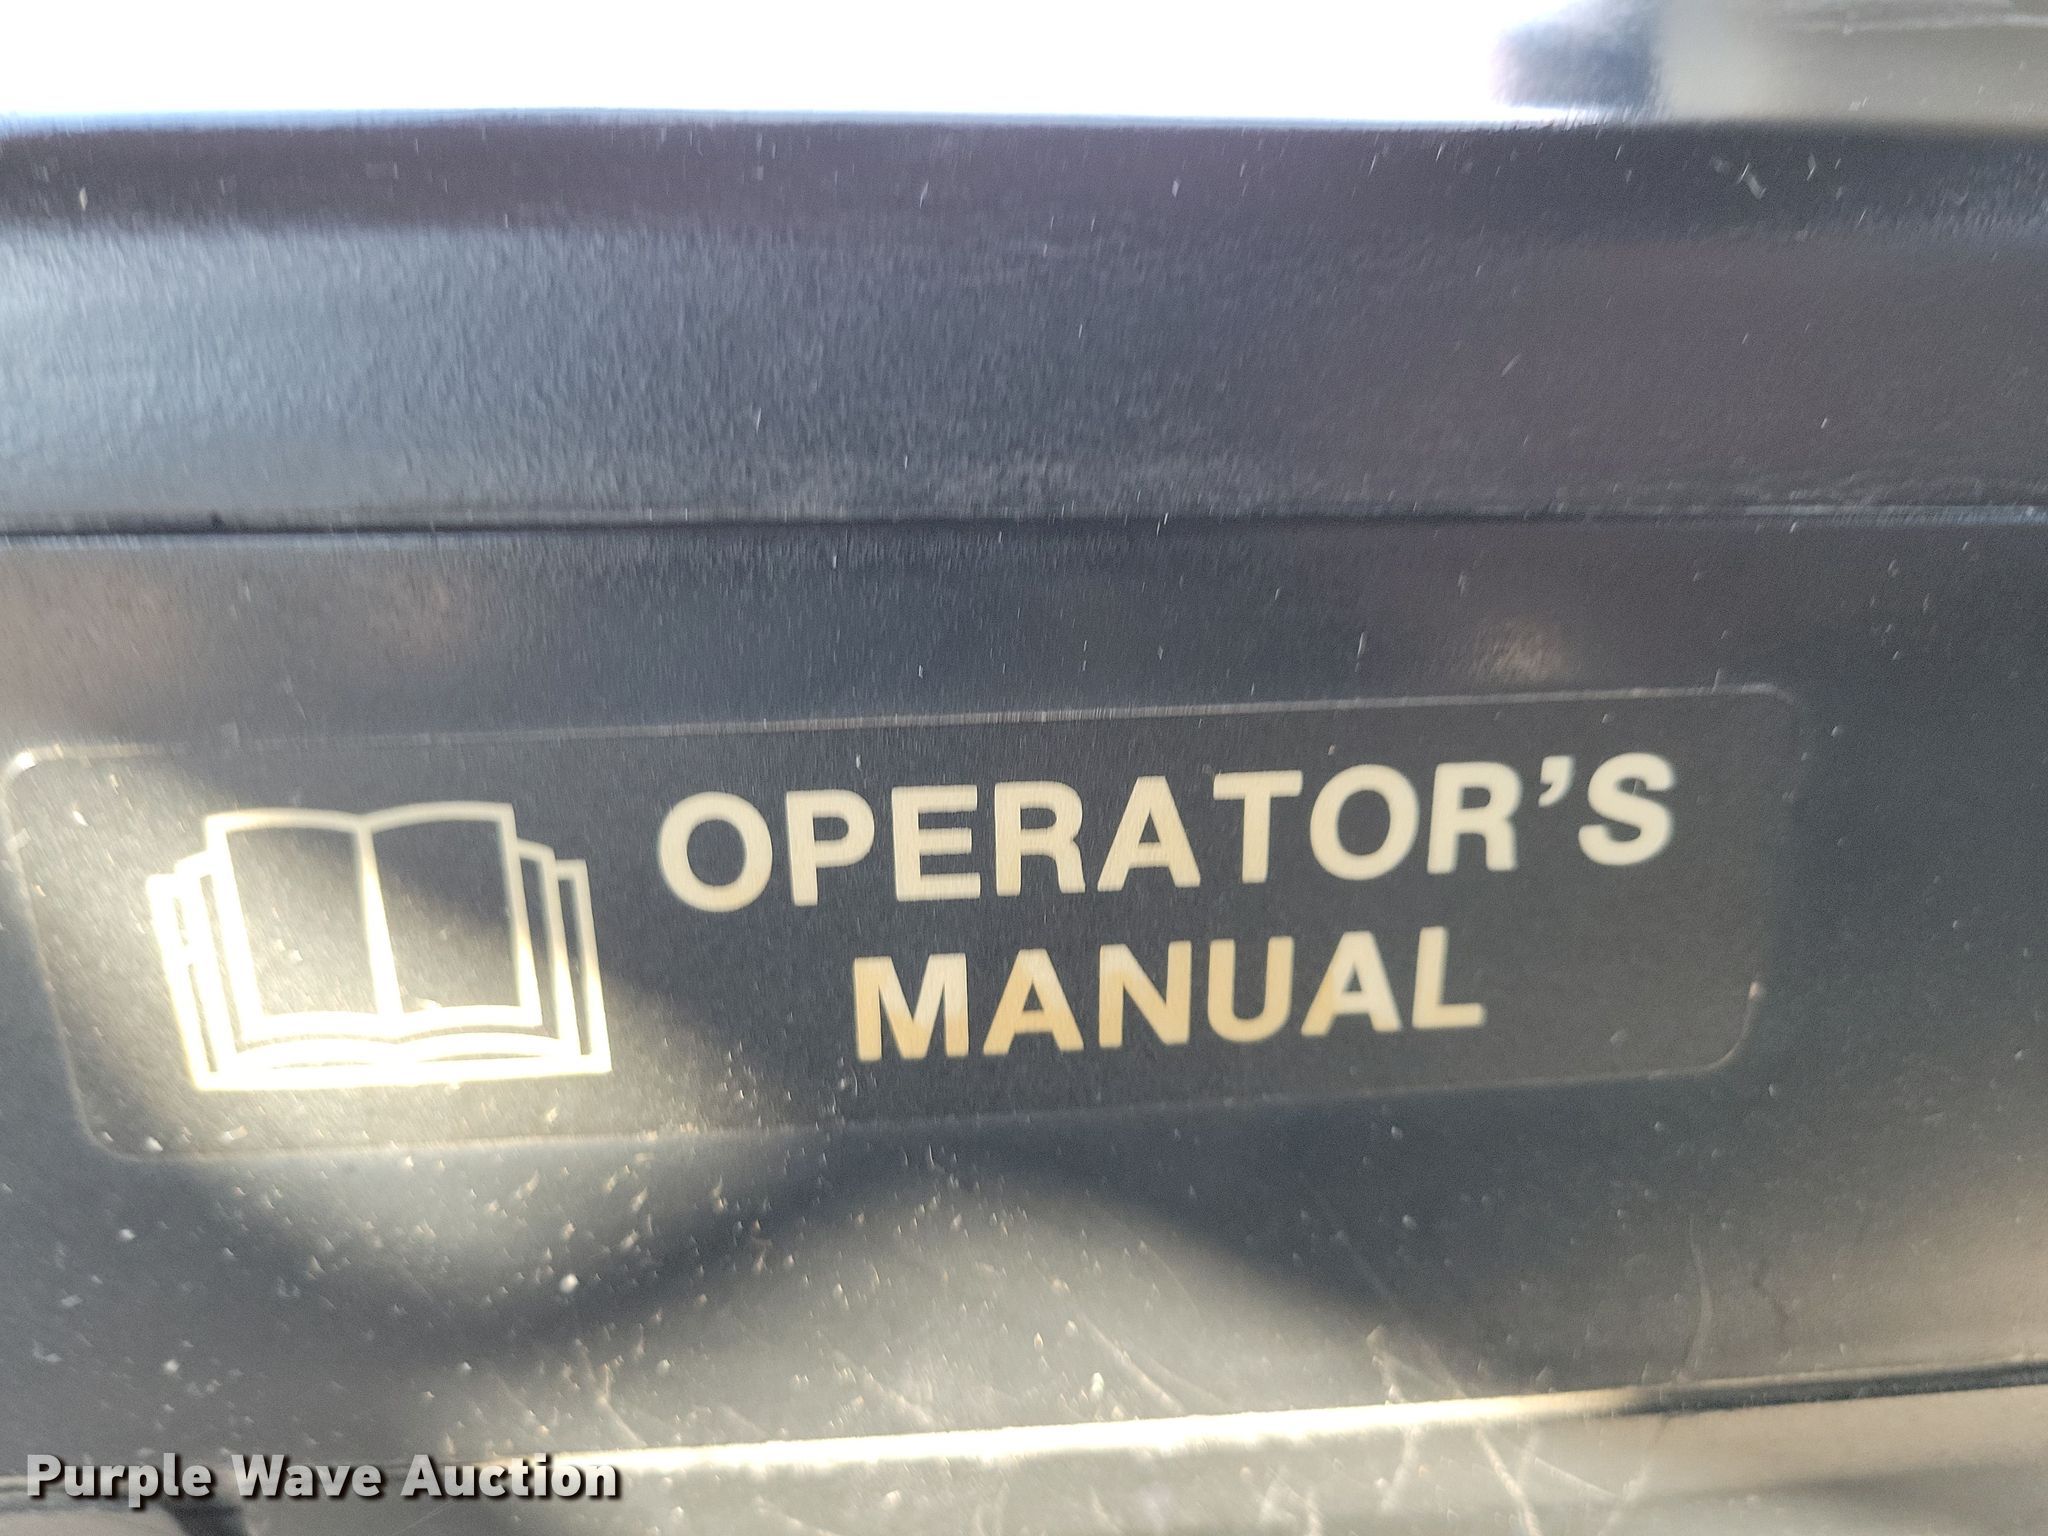 OPERATOR'S
MANUAL
Purple Wave Auction